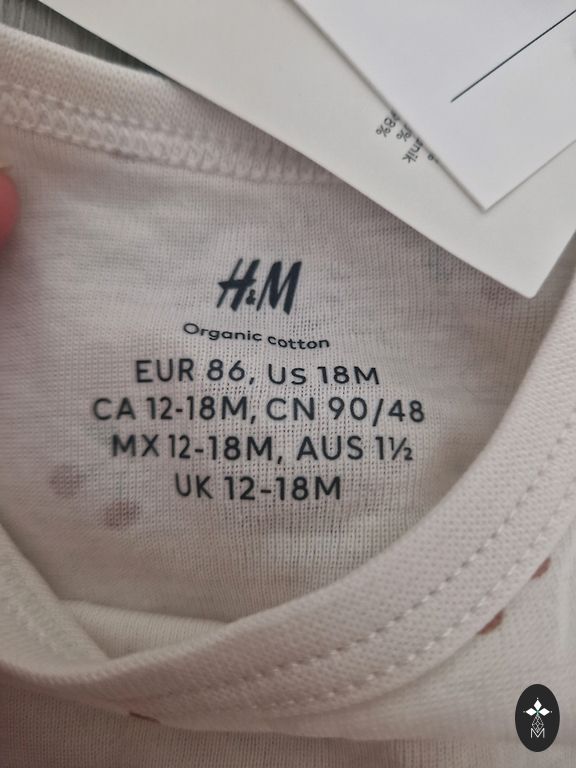 H&M
Organic cotton
EUR 86, US 18M
CA 12-18M, CN 90/48
MX 12-18M, AUS 1½
UK 12-18M